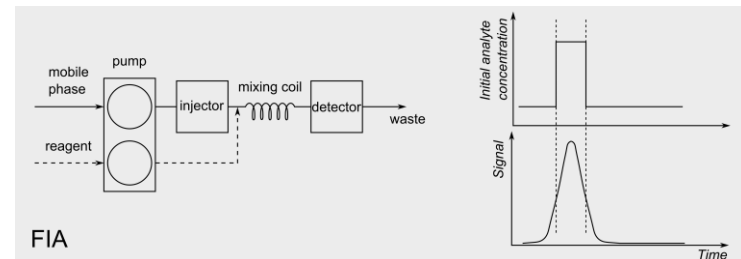 pump
mobile
phase
injector
mixing coil
detector
waste
reagent
FIA
Initial analyte
concentration
Signal
Time